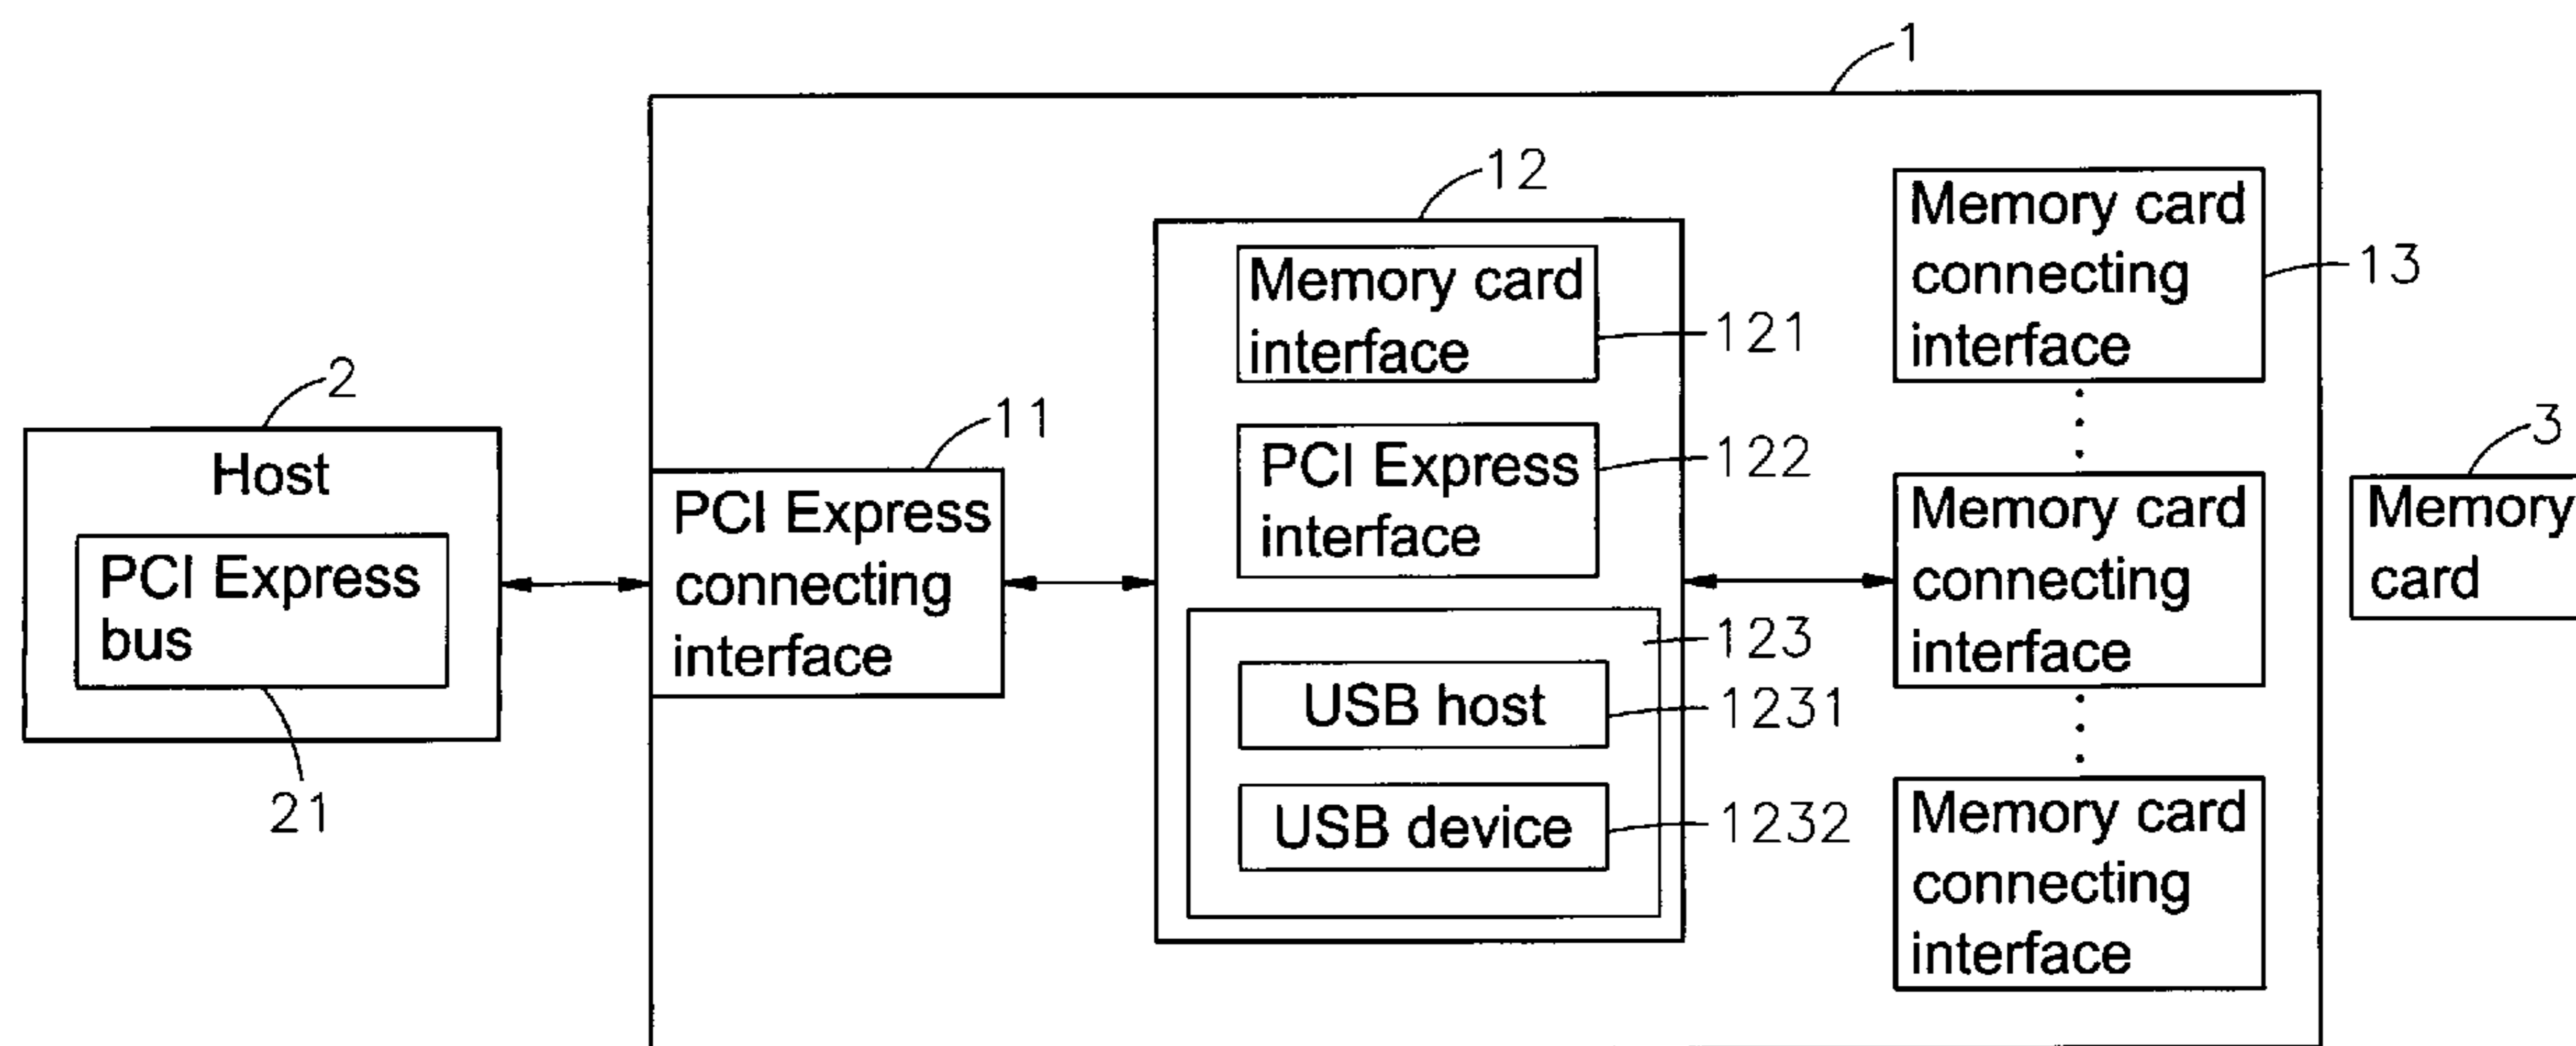 1
12
Memory card
connecting
interface
13
Memory card
interface
121
2
Host
PCI Express
bus
21
11
PCI Express
connecting
interface
PCI Express
interface
122
123
USB host
1231
USB device
1232
Memory card
connecting
interface
3
Memory
card
Memory card
connecting
interface